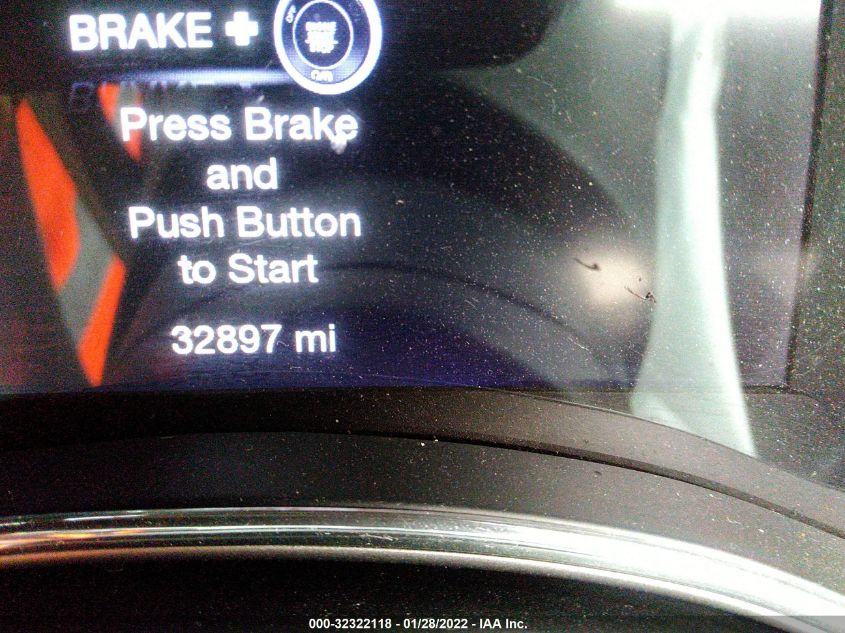 BRAKE +
Press Brake
and
Push Button
to Start
32897 mi
000-32322118 - 01/28/2022 - IAA Inc.